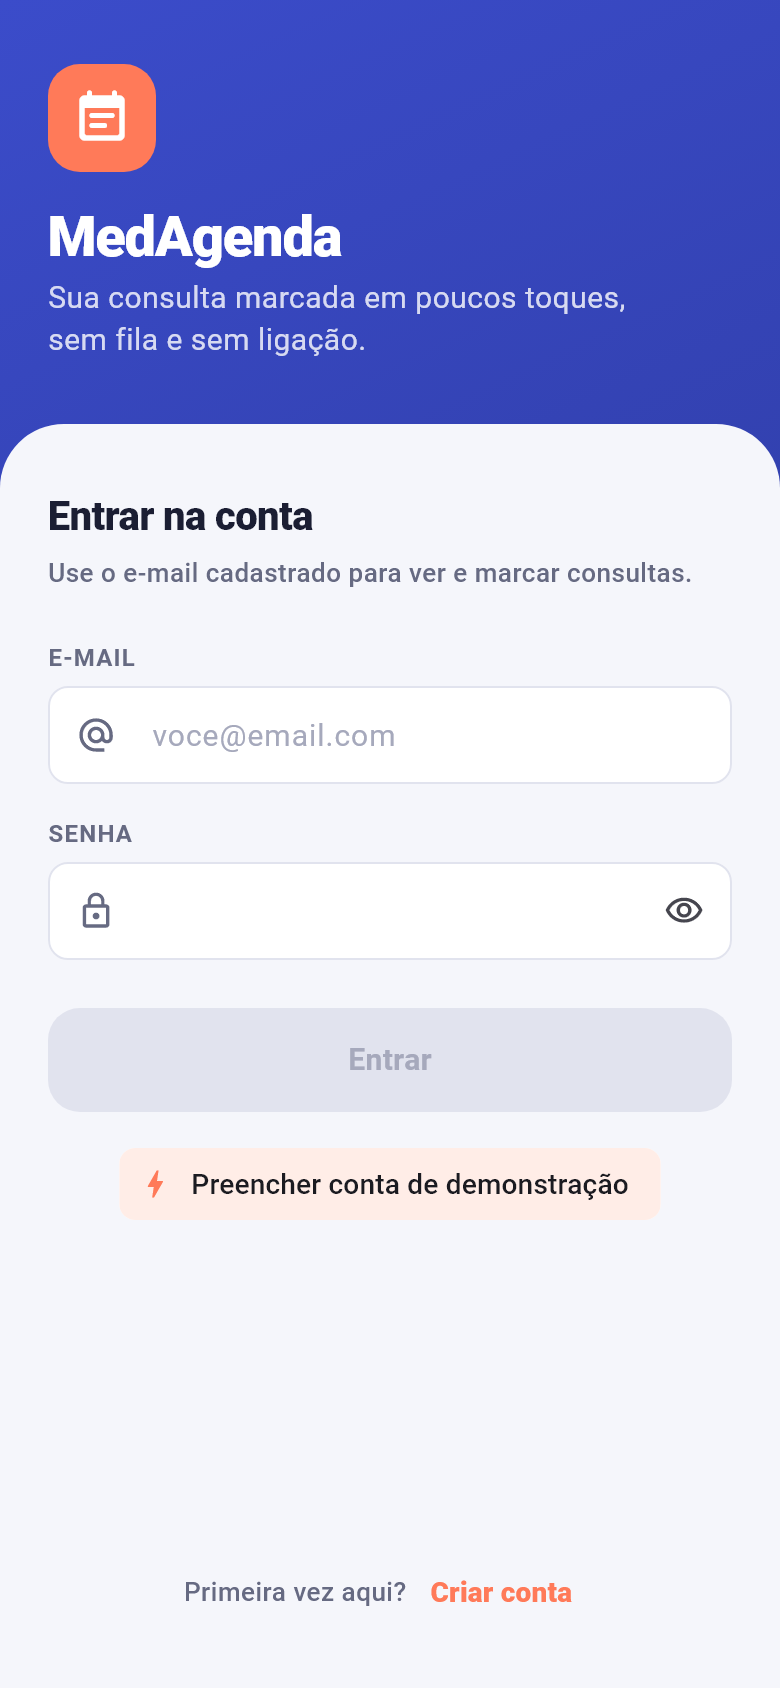 MedAgenda
Sua consulta marcada em poucos toques,
sem fila e sem ligação.
Entrar na conta
Use o e-mail cadastrado para ver e marcar consultas.
E-MAIL
voce@email.com
SENHA
Entrar
Preencher conta de demonstração
Primeira vez aqui? Criar conta